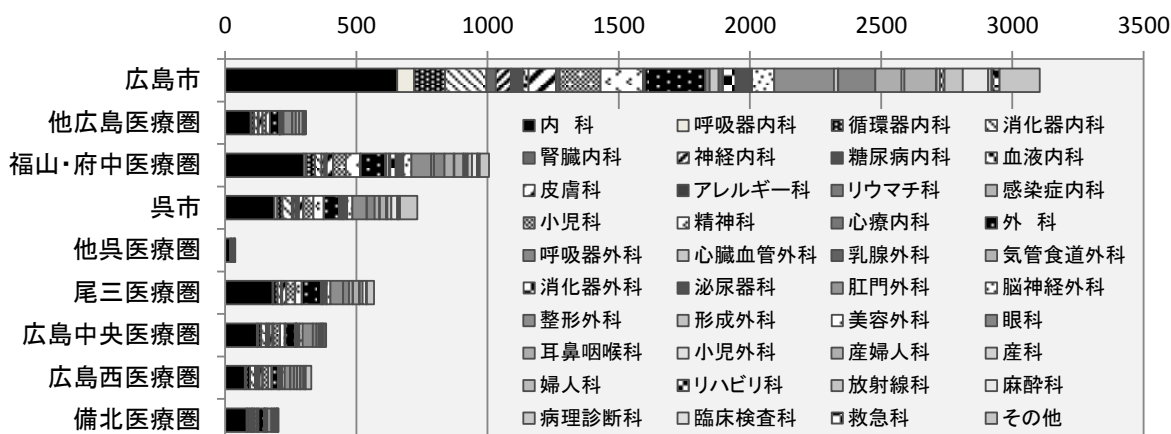 0 500 1000 1500 2000 2500 3000 3500
広島市
他広島医療圏
福山・府中医療圏
呉市
他呉医療圏
尾三医療圏
広島中央医療圏
広島西医療圏
備北医療圏
内　科 呼吸器内科 循環器内科 消化器内科
腎臓内科 神経内科 糖尿病内科 血液内科
皮膚科 アレルギー科 リウマチ科 感染症内科
小児科 精神科 心療内科 外　科
呼吸器外科 心臓血管外科 乳腺外科 気管食道外科
消化器外科 泌尿器科 肛門外科 脳神経外科
整形外科 形成外科 美容外科 眼科
耳鼻咽喉科 小児外科 産婦人科 産科
婦人科 リハビリ科 放射線科 麻酔科
病理診断科 臨床検査科 救急科 その他